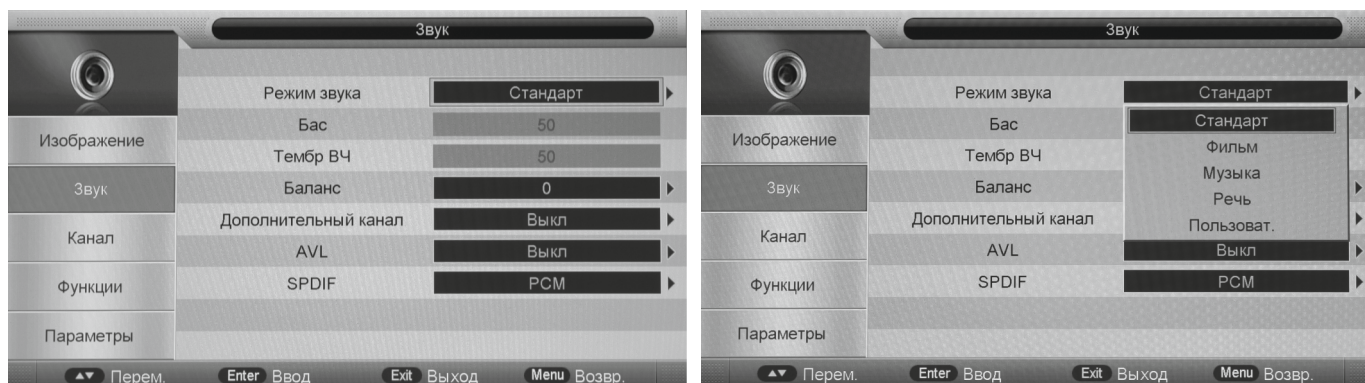 Звук
Режим звука Стандарт
Бас 50
Тембр ВЧ 50
Баланс 0
Дополнительный канал Выкл
AVL Выкл
SPDIF PCM
Изображение
Звук
Канал
Функции
Параметры
Перем. Enter Ввод Exit Выход Menu Возвр.
Звук
Режим звука Стандарт
Бас
Тембр ВЧ
Баланс
Дополнительный канал
AVL Выкл
SPDIF PCM
Стандарт
Фильм
Музыка
Речь
Пользоват.
Изображение
Звук
Канал
Функции
Параметры
Перем. Enter Ввод Exit Выход Menu Возвр.